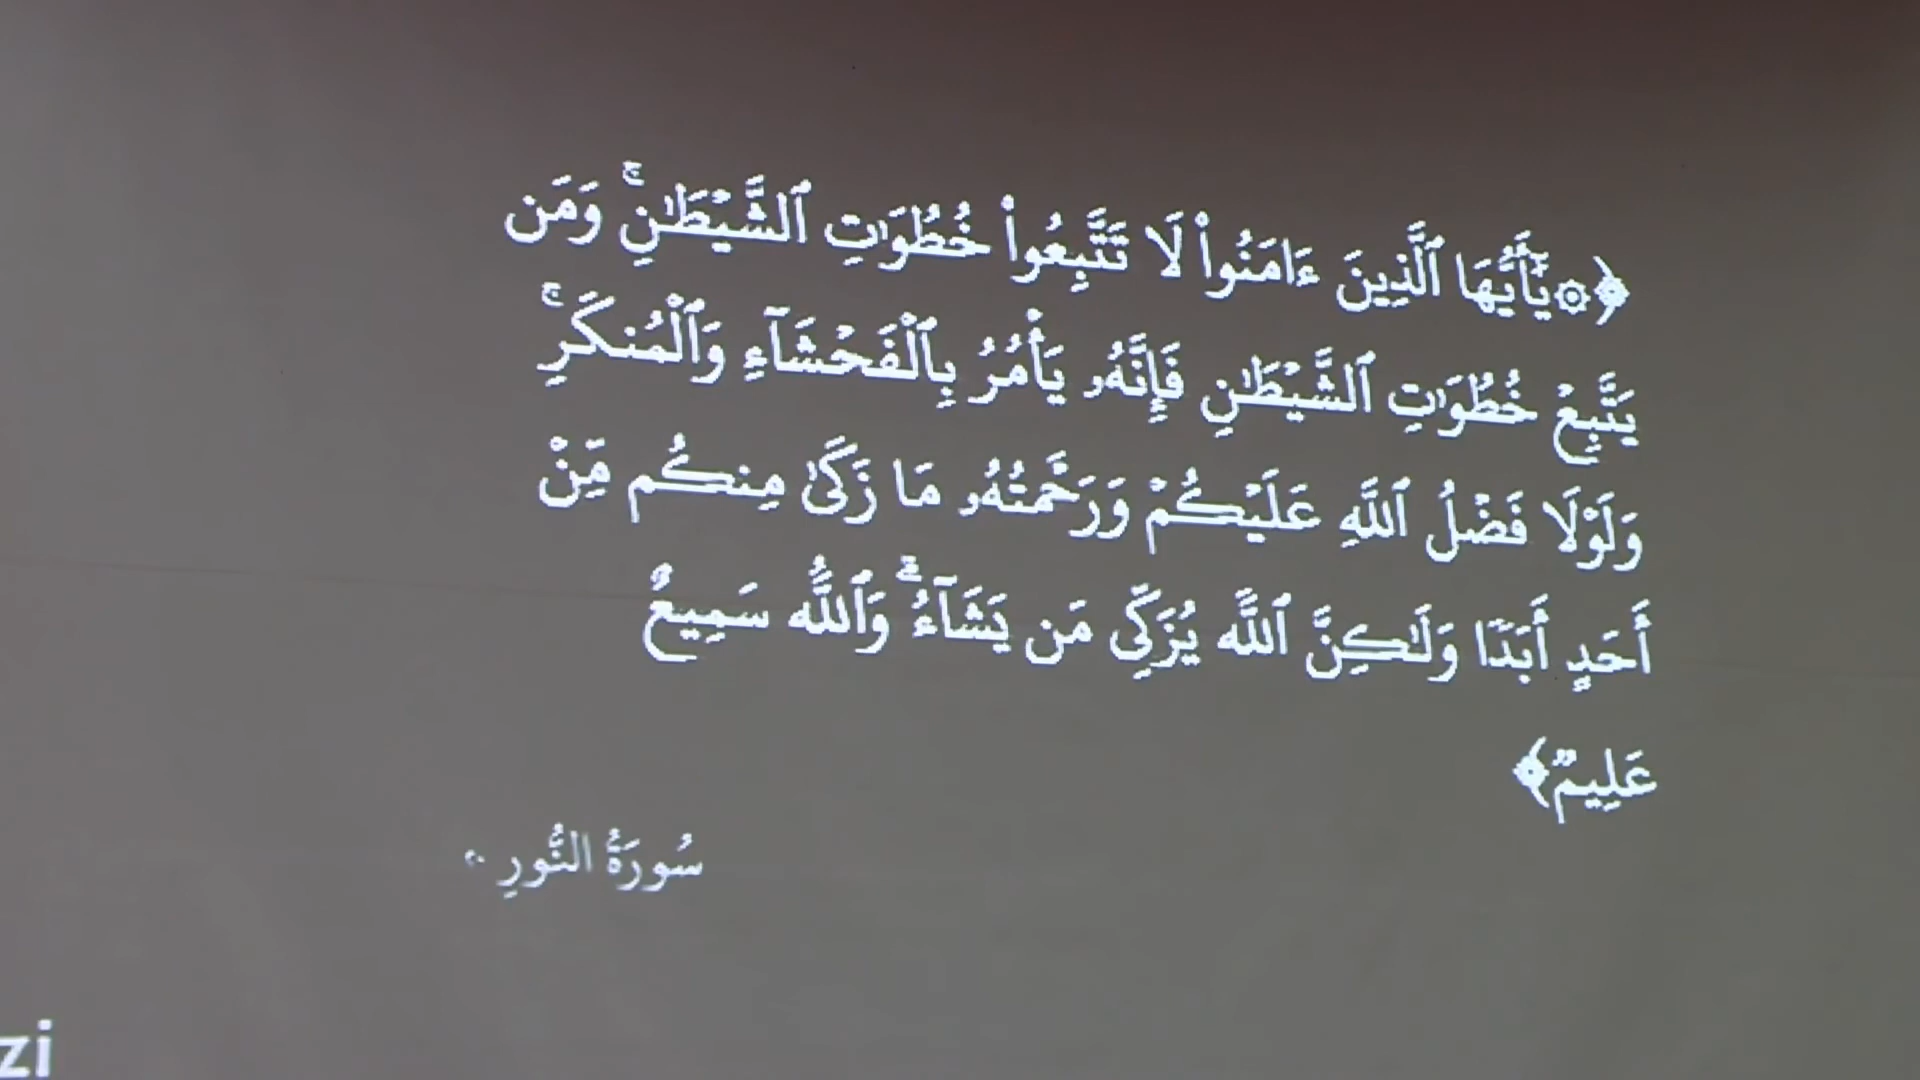 ﴿۞يَٰٓأَيُّهَا ٱلَّذِينَ ءَامَنُوا۟ لَا تَتَّبِعُوا۟ خُطُوَٰتِ ٱلشَّيْطَٰنِ ۚ وَمَن
يَتَّبِعْ خُطُوَٰتِ ٱلشَّيْطَٰنِ فَإِنَّهُۥ يَأْمُرُ بِٱلْفَحْشَآءِ وَٱلْمُنكَرِ ۚ
وَلَوْلَا فَضْلُ ٱللَّهِ عَلَيْكُمْ وَرَحْمَتُهُۥ مَا زَكَىٰ مِنكُم مِّنْ
أَحَدٍ أَبَدًا وَلَٰكِنَّ ٱللَّهَ يُزَكِّى مَن يَشَآءُ ۗ وَٱللَّهُ سَمِيعٌ
عَلِيمٌ﴾
سُورَةُ النُّورِ
zi